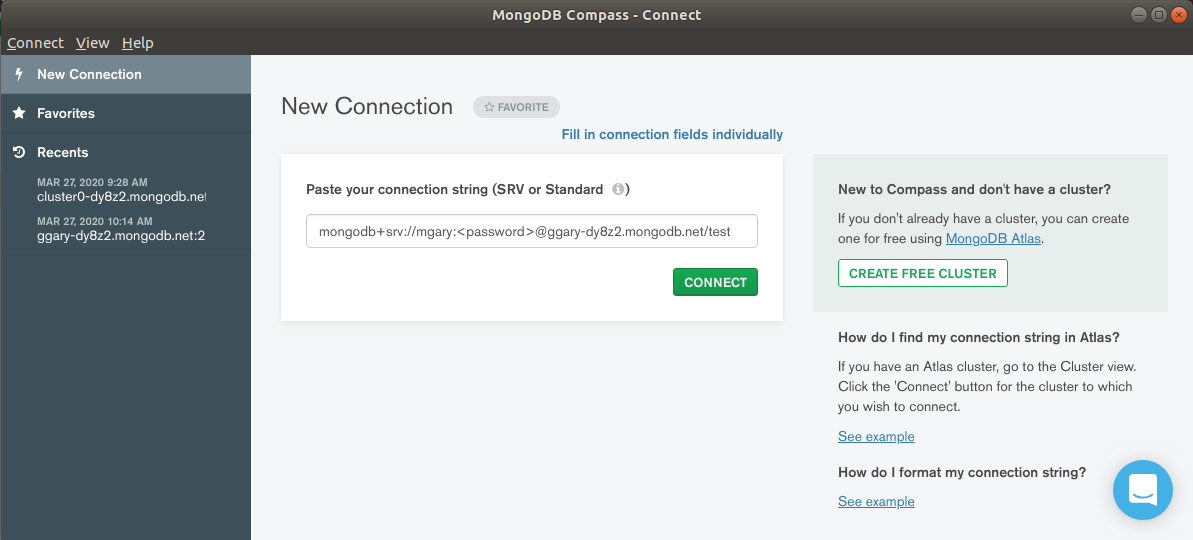 MongoDB Compass - Connect
Connect View Help
New Connection
Favorites
Recents
MAR 27, 2020 9:28 AM
cluster0-dy8z2.mongodb.net
MAR 27, 2020 10:14 AM
ggary-dy8z2.mongodb.net:2
New Connection
FAVORITE
Fill in connection fields individually
Paste your connection string (SRV or Standard )
mongodb+srv://mgary:<password>@ggary-dy8z2.mongodb.net/test
CONNECT
New to Compass and don't have a cluster?
If you don't already have a cluster, you can create
one for free using MongoDB Atlas.
CREATE FREE CLUSTER
How do I find my connection string in Atlas?
If you have an Atlas cluster, go to the Cluster view.
Click the 'Connect' button for the cluster to which
you wish to connect.
See example
How do I format my connection string?
See example